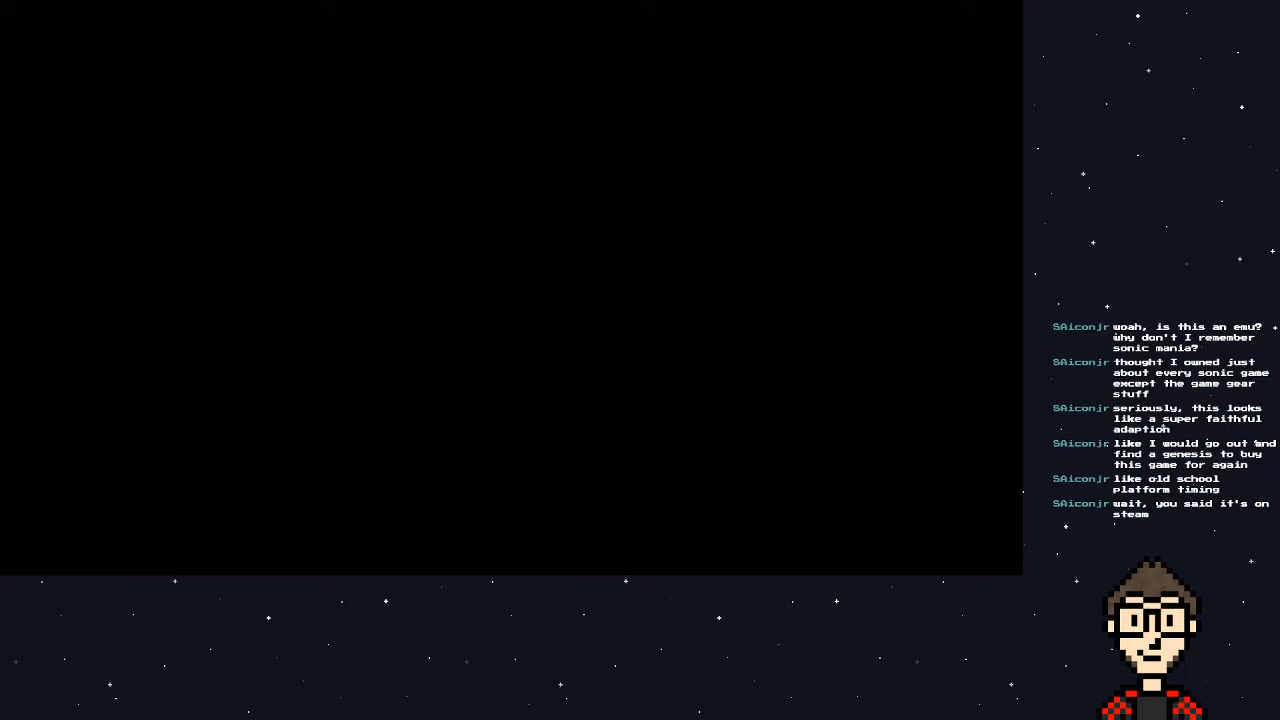 SAiconjr woah, is this an emu?
why don't I remember
sonic mania?
SAiconjr thought I owned just
about every sonic game
except the game gear
stuff
SAiconjr seriously, this looks
like a super faithful
adaption
SAiconjr like I would go out and
find a genesis to buy
this game for again
SAiconjr like old school
platform timing
SAiconjr wait, you said it's on
steam